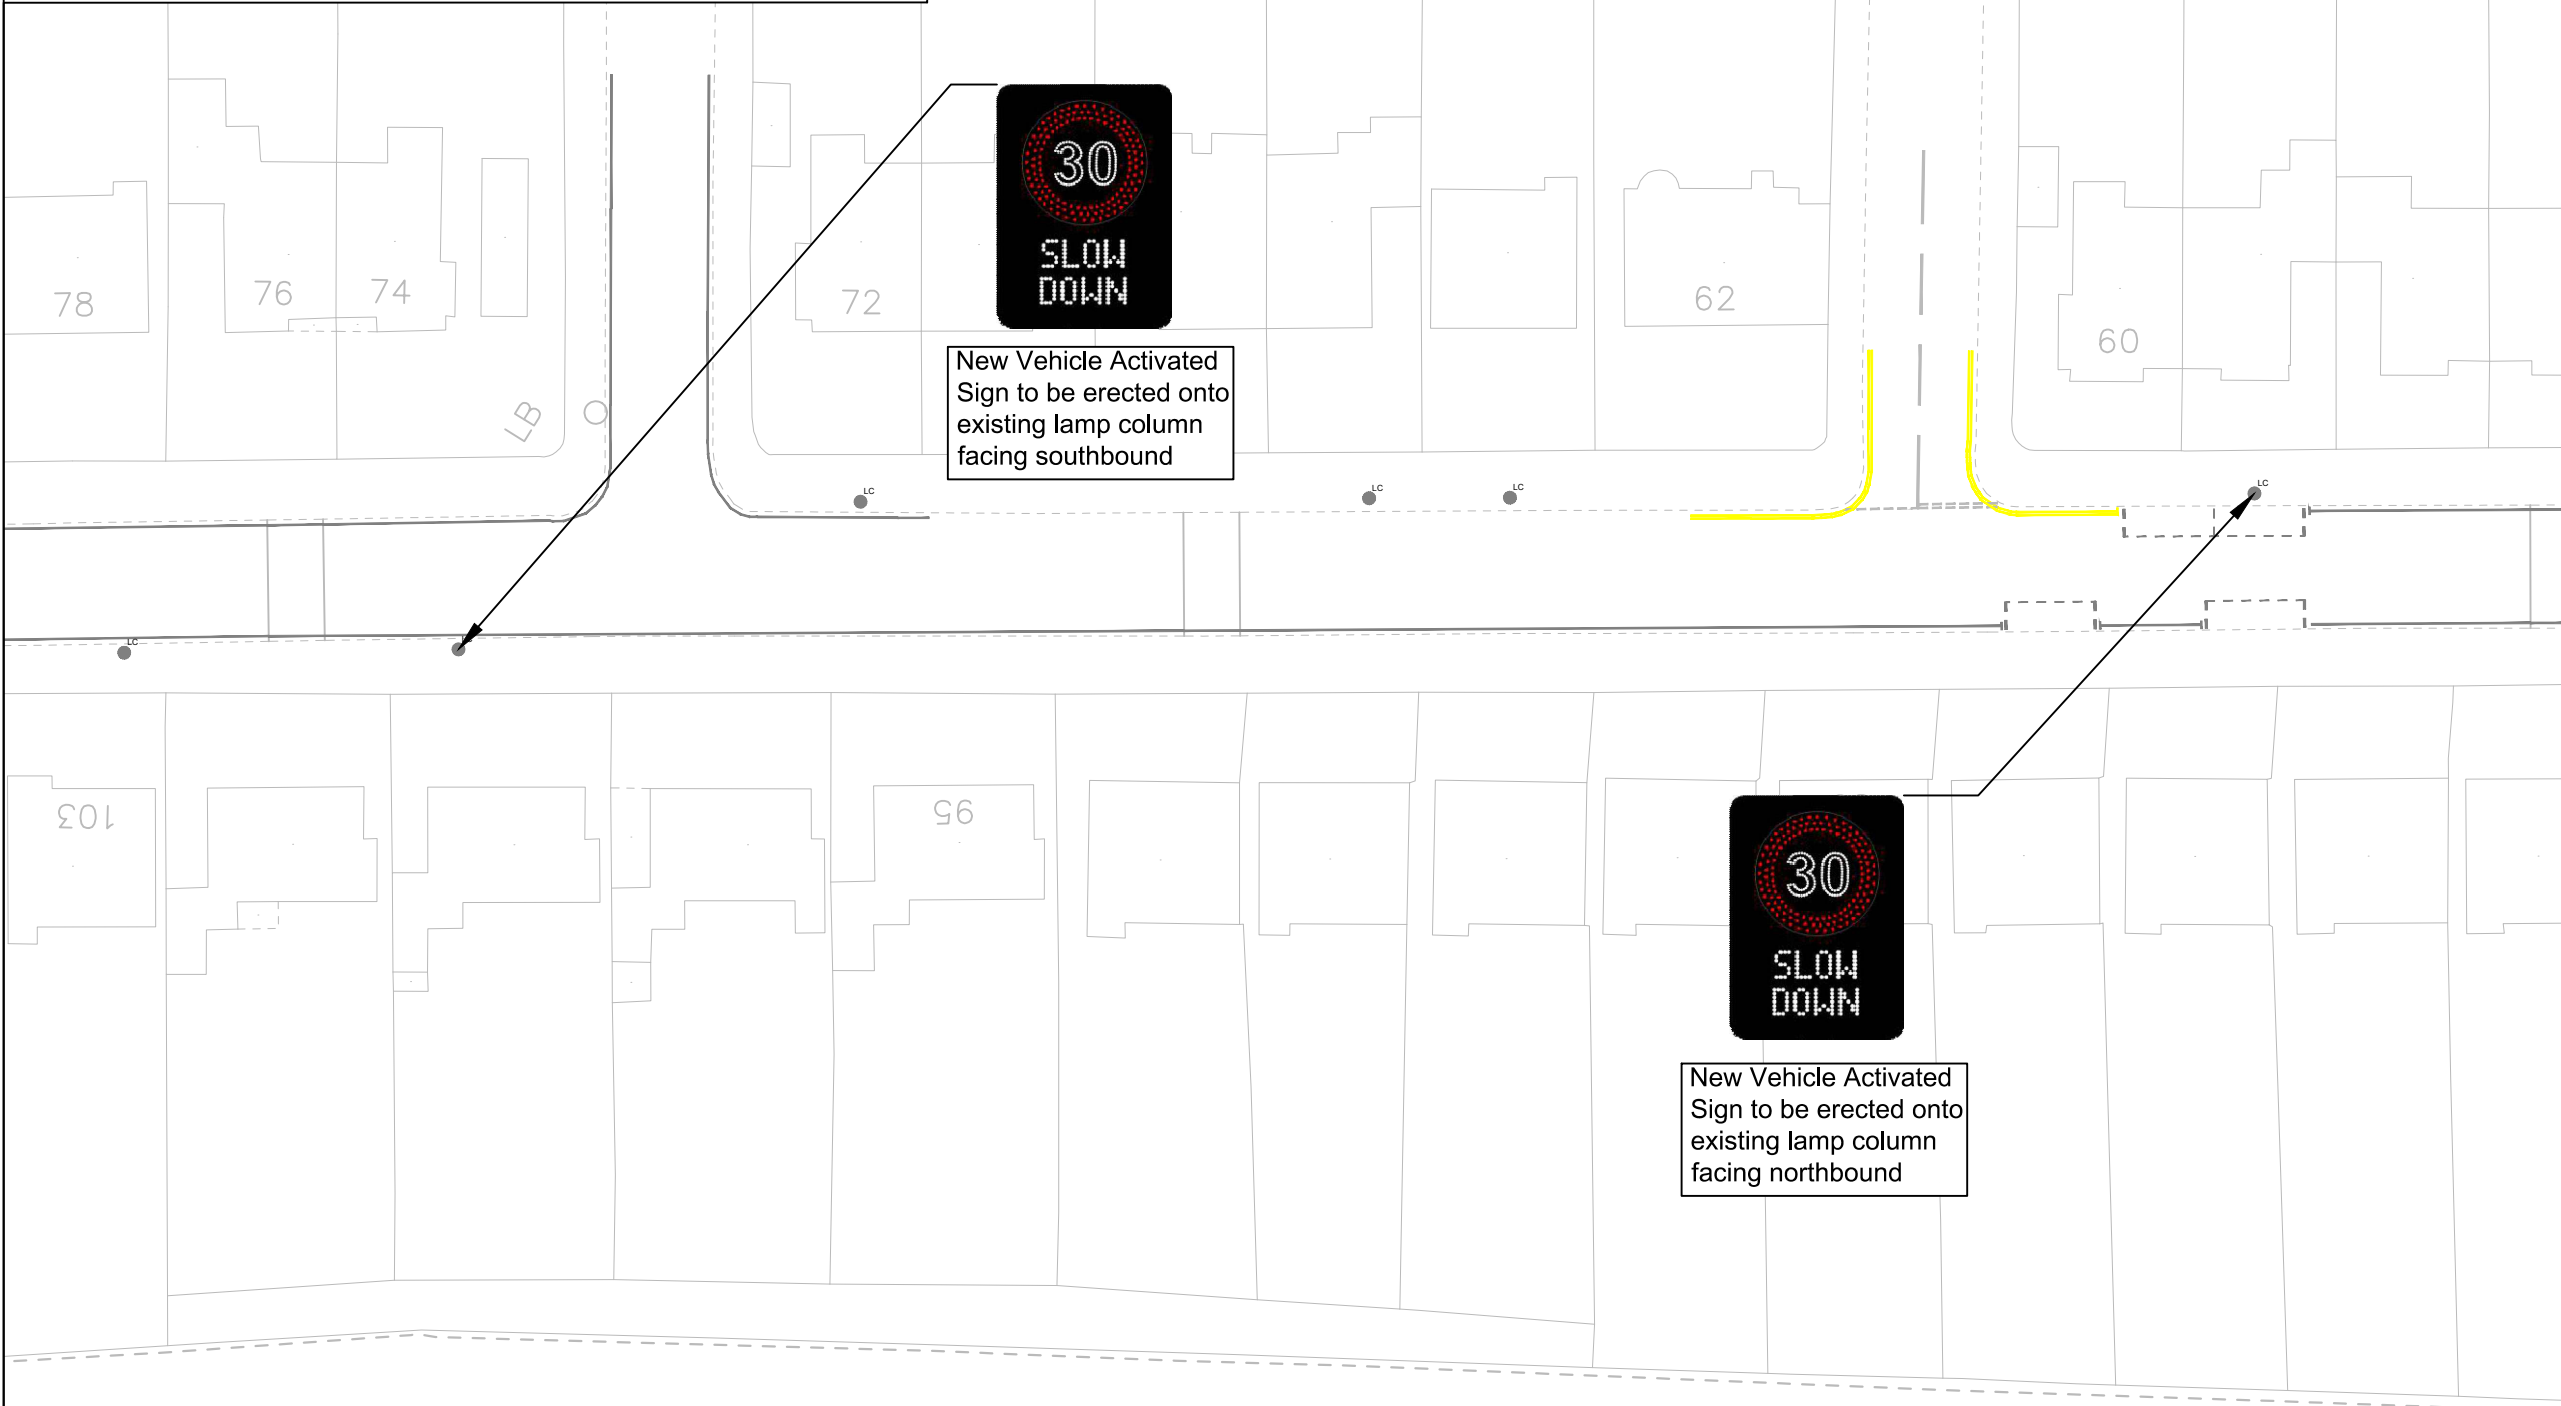 30
SLOW
DOWN
New Vehicle Activated
Sign to be erected onto
existing lamp column
facing southbound
78
76
74
72
62
60
LB
LC
LC
LC
LC
LC
103
95
30
SLOW
DOWN
New Vehicle Activated
Sign to be erected onto
existing lamp column
facing northbound